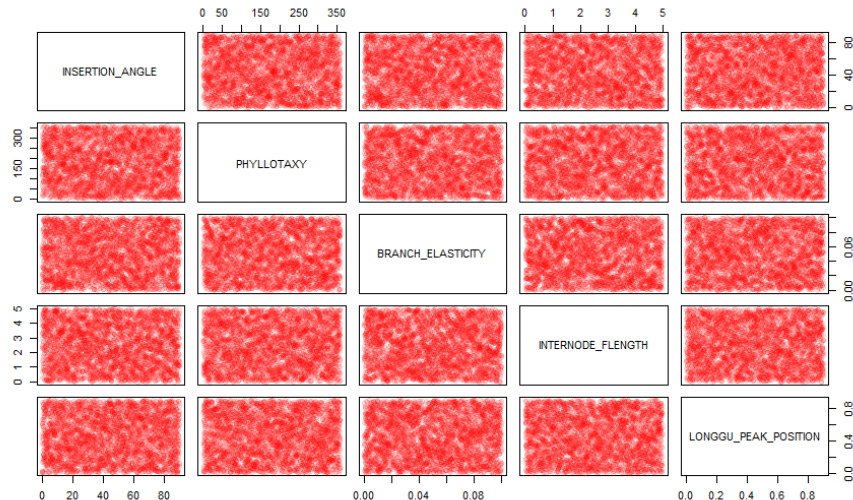 0 50 150 250 350 0 1 2 3 4 5
INSERTION_ANGLE
0 40 80
0 150 300
PHYLLOTAXY
BRANCH_ELASTICITY
0.00 0.06
0 1 2 3 4 5
INTERNODE_FLENGTH
LONGGU_PEAK_POSITION
0.0 0.4 0.8
0 20 40 60 80 0.00 0.04 0.08 0.0 0.2 0.4 0.6 0.8